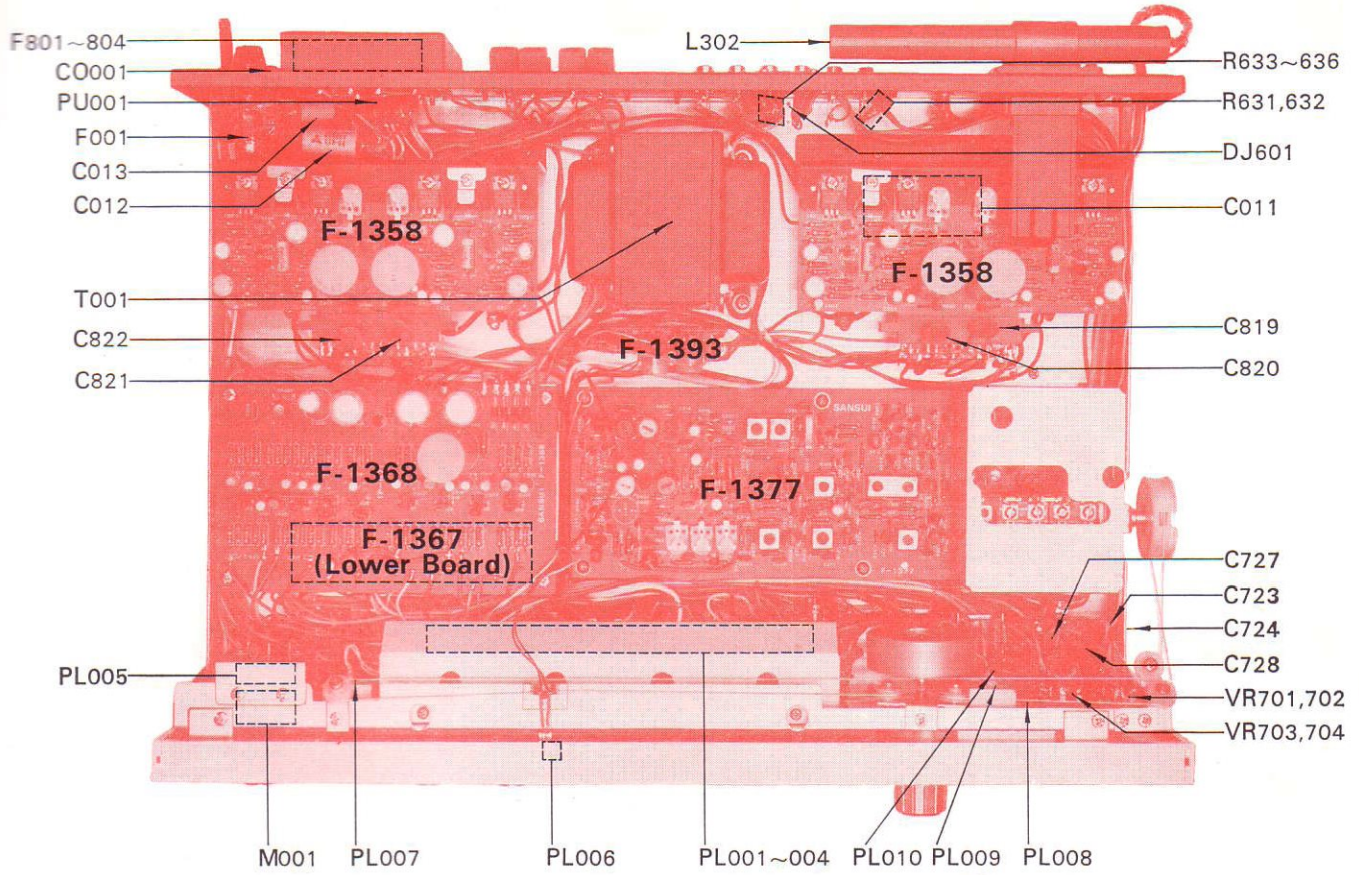 F801~804
CO001
PU001
F001
C013
C012
T001
C822
C821
PL005
L302
R633~636
R631,632
DJ601
C011
C819
C820
C727
C723
C724
C728
VR701,702
VR703,704
F-1358
F-1358
F-1393
SANSUI
F-1368
F-1377
F-1367
(Lower Board)
M001
PL007
PL006
PL001~004
PL010
PL009
PL008